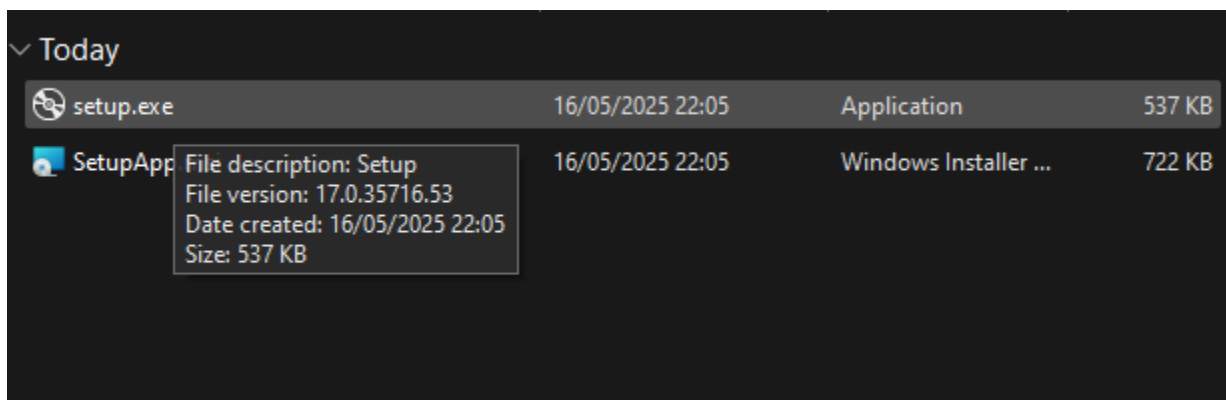 Today
setup.exe 16/05/2025 22:05 Application 537 KB
SetupApp 16/05/2025 22:05 Windows Installer ... 722 KB
File description: Setup
File version: 17.0.35716.53
Date created: 16/05/2025 22:05
Size: 537 KB